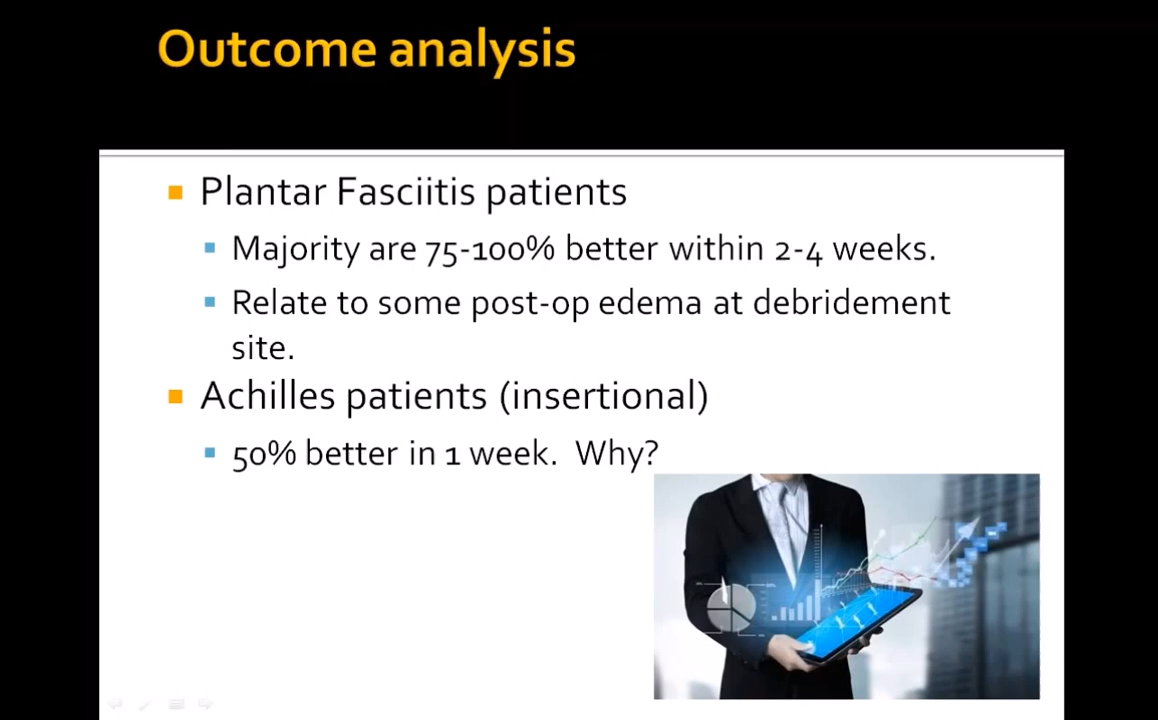 Outcome analysis
Plantar Fasciitis patients
Majority are 75-100% better within 2-4 weeks.
Relate to some post-op edema at debridement
site.
Achilles patients (insertional)
50% better in 1 week.  Why?